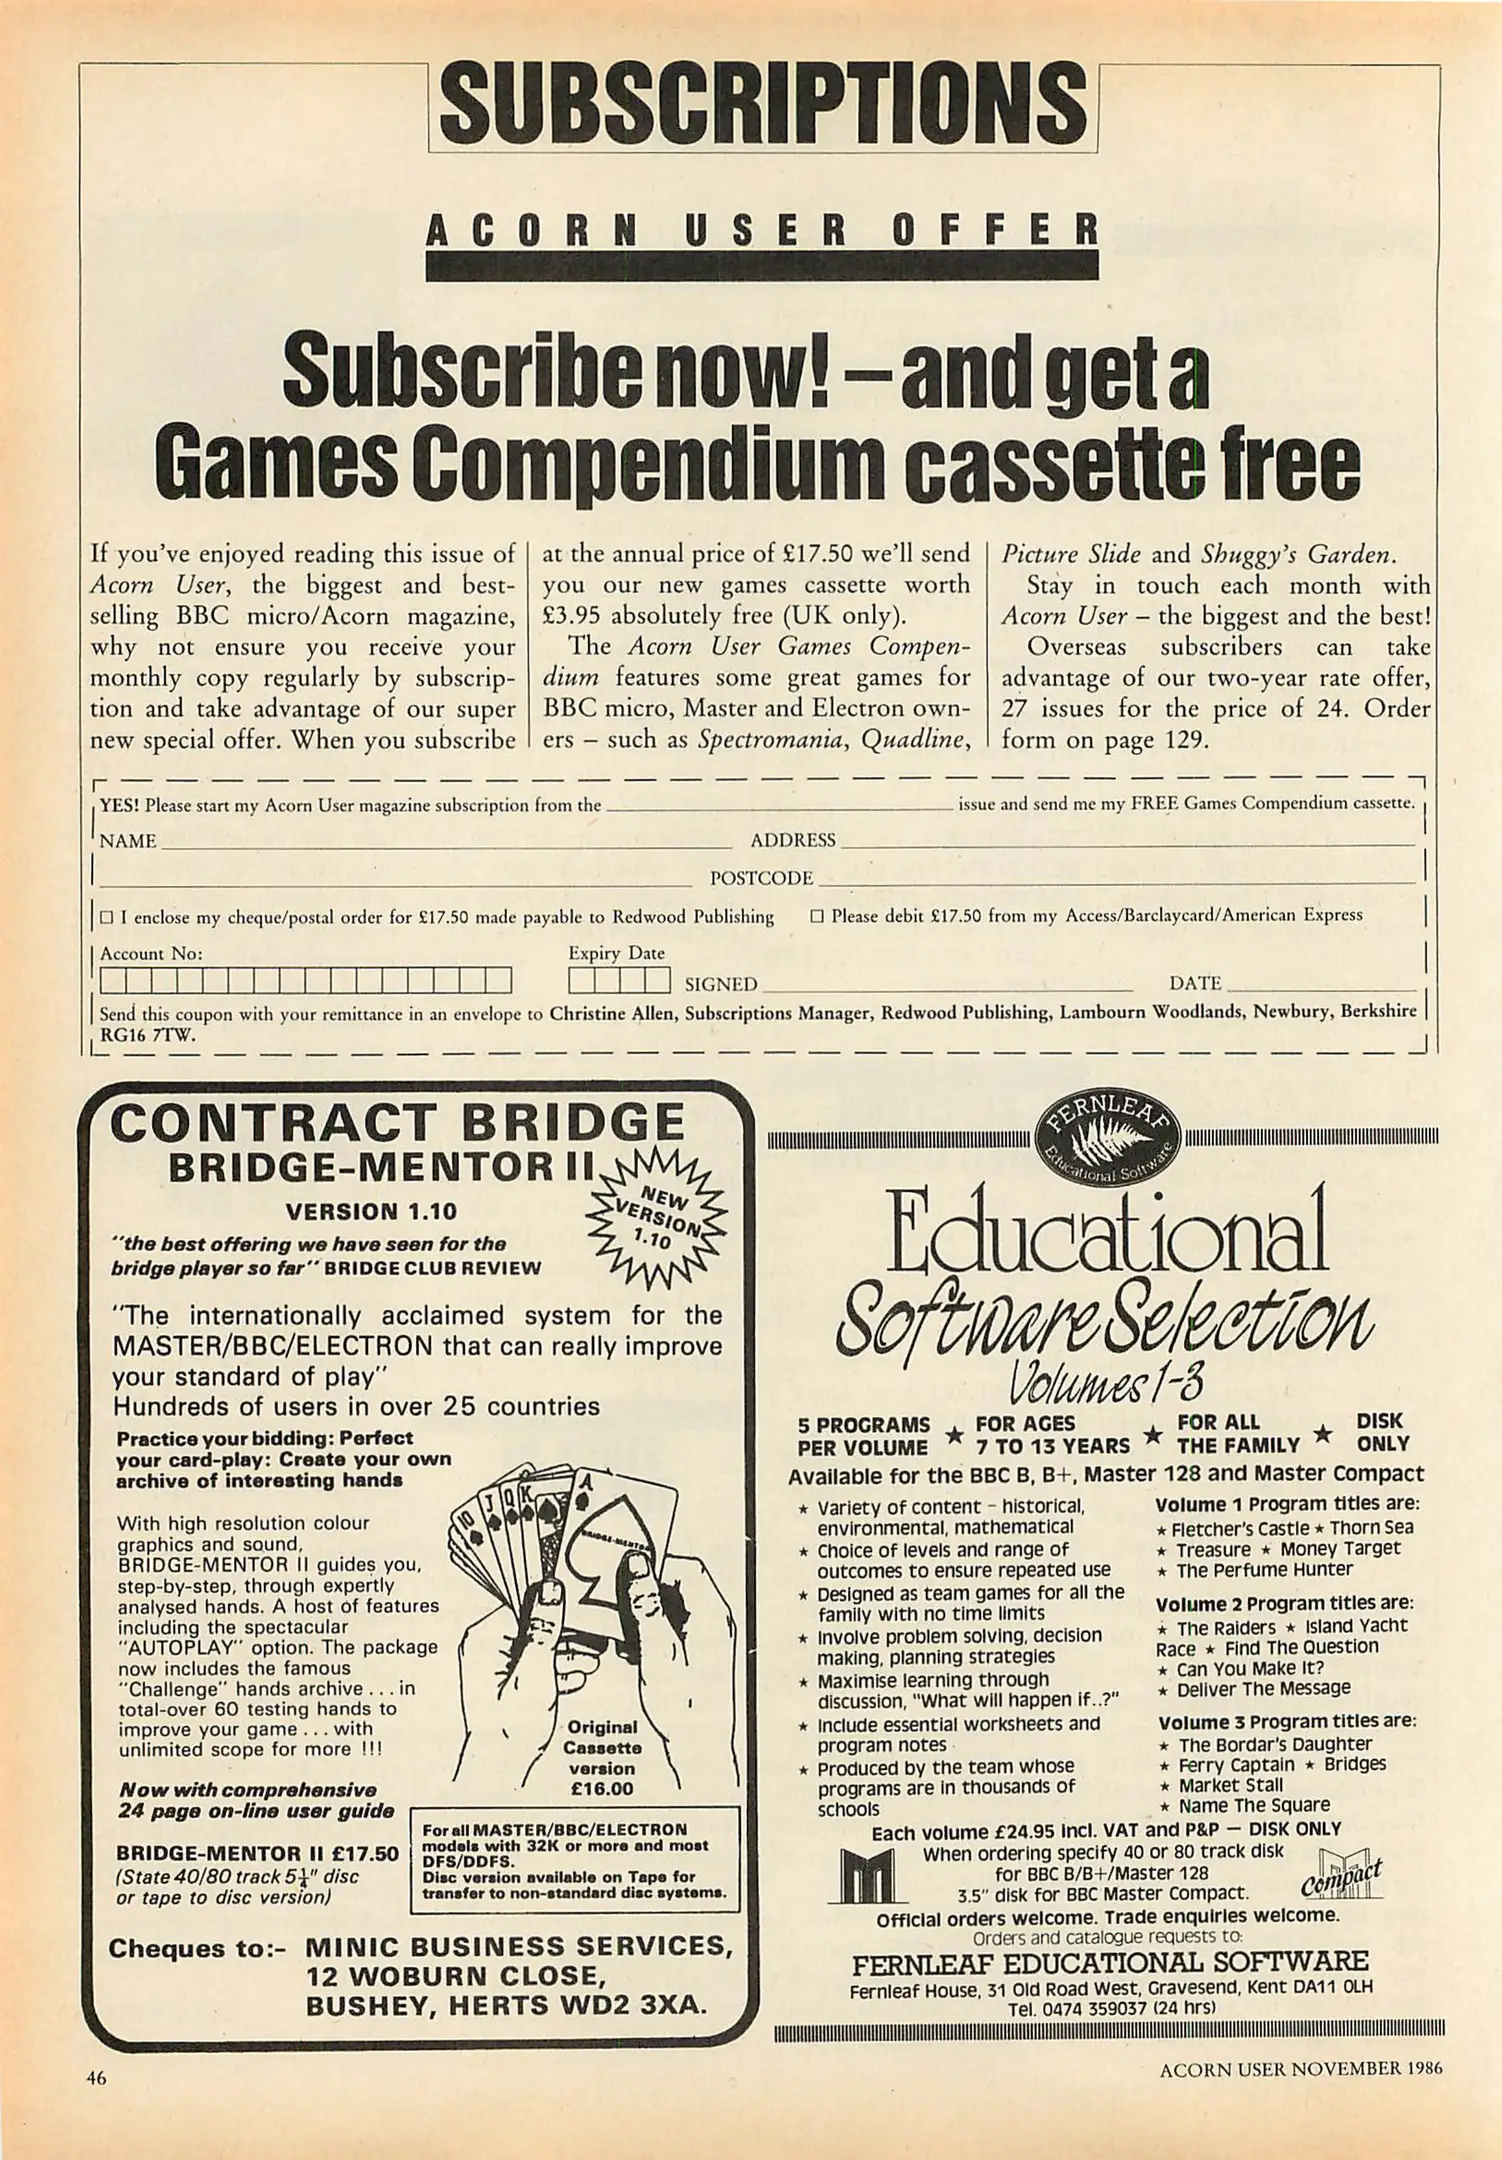 SUBSCRIPTIONS
ACORN USER OFFER
Subscribe now! – and get a
Games Compendium cassette free
If you've enjoyed reading this issue of
Acorn User, the biggest and best-
selling BBC micro/Acorn magazine,
why not ensure you receive your
monthly copy regularly by subscrip-
tion and take advantage of our super
new special offer. When you subscribe
at the annual price of £17.50 we'll send
you our new games cassette worth
£3.95 absolutely free (UK only).
The Acorn User Games Compen-
dium features some great games for
BBC micro, Master and Electron own-
ers – such as Spectromania, Quadline,
Picture Slide and Shuggy's Garden.
Stay in touch each month with
Acorn User – the biggest and the best!
Overseas subscribers can take
advantage of our two-year rate offer,
27 issues for the price of 24. Order
form on page 129.
YES! Please start my Acorn User magazine subscription from the issue and send me my FREE Games Compendium cassette.
NAME ADDRESS
POSTCODE
□ I enclose my cheque/postal order for £17.50 made payable to Redwood Publishing □ Please debit £17.50 from my Access/Barclaycard/American Express
Account No: Expiry Date
SIGNED DATE
Send this coupon with your remittance in an envelope to Christine Allen, Subscriptions Manager, Redwood Publishing, Lambourn Woodlands, Newbury, Berkshire
RG16 7TW.
CONTRACT BRIDGE
BRIDGE-MENTOR II
VERSION 1.10
NEW
VERSION
1.10
"the best offering we have seen for the
bridge player so far" BRIDGE CLUB REVIEW
"The internationally acclaimed system for the
MASTER/BBC/ELECTRON that can really improve
your standard of play"
Hundreds of users in over 25 countries
Practice your bidding: Perfect
your card-play: Create your own
archive of interesting hands
With high resolution colour
graphics and sound,
BRIDGE-MENTOR II guides you,
step-by-step, through expertly
analysed hands. A host of features
including the spectacular
"AUTOPLAY" option. The package
now includes the famous
"Challenge" hands archive . . . in
total-over 60 testing hands to
improve your game . . . with
unlimited scope for more !!!
10 J Q K A
BRIDGE-MENTOR
Original
Cassette
version
£16.00
Now with comprehensive
24 page on-line user guide
BRIDGE-MENTOR II £17.50
(State 40/80 track 5¼" disc
or tape to disc version)
For all MASTER/BBC/ELECTRON
models with 32K or more and most
DFS/DDFS.
Disc version available on Tape for
transfer to non-standard disc systems.
Cheques to:- MINIC BUSINESS SERVICES,
12 WOBURN CLOSE,
BUSHEY, HERTS WD2 3XA.
FERNLEAF
Educational Software
Educational
Software Selection
Volumes 1-3
5 PROGRAMS ★ FOR AGES ★ FOR ALL ★ DISK
PER VOLUME 7 TO 13 YEARS THE FAMILY ONLY
Available for the BBC B, B+, Master 128 and Master Compact
★ Variety of content – historical,
environmental, mathematical
★ Choice of levels and range of
outcomes to ensure repeated use
★ Designed as team games for all the
family with no time limits
★ Involve problem solving, decision
making, planning strategies
★ Maximise learning through
discussion, "What will happen if..?"
★ Include essential worksheets and
program notes
★ Produced by the team whose
programs are in thousands of
schools
Volume 1 Program titles are:
★ Fletcher's Castle ★ Thorn Sea
★ Treasure ★ Money Target
★ The Perfume Hunter
Volume 2 Program titles are:
★ The Raiders ★ Island Yacht
Race ★ Find The Question
★ Can You Make It?
★ Deliver The Message
Volume 3 Program titles are:
★ The Bordar's Daughter
★ Ferry Captain ★ Bridges
★ Market Stall
★ Name The Square
Each volume £24.95 incl. VAT and P&P — DISK ONLY
When ordering specify 40 or 80 track disk
for BBC B/B+/Master 128
3.5" disk for BBC Master Compact.
M
Compact
Official orders welcome. Trade enquiries welcome.
Orders and catalogue requests to:
FERNLEAF EDUCATIONAL SOFTWARE
Fernleaf House, 31 Old Road West, Gravesend, Kent DA11 0LH
Tel. 0474 359037 (24 hrs)
46
ACORN USER NOVEMBER 1986